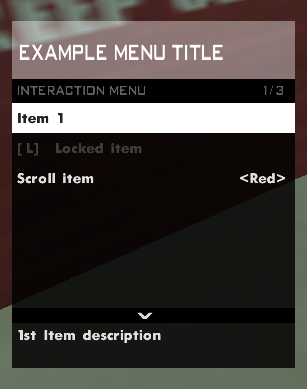 EXAMPLE MENU TITLE
INTERACTION MENU 1/3
Item 1
[L] Locked item
Scroll item <Red>
1st Item description